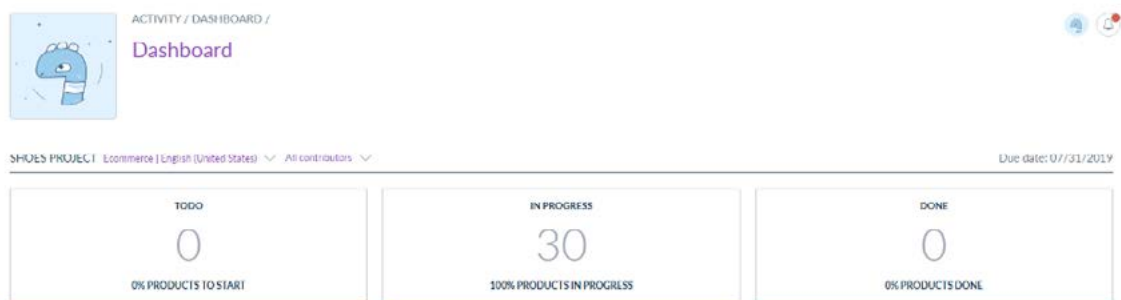 ACTIVITY / DASHBOARD /
Dashboard
SHOES PROJECT Ecommerce | English (United States) All contributors Due date: 07/31/2019
TODO IN PROGRESS DONE
0 30 0
0% PRODUCTS TO START 100% PRODUCTS IN PROGRESS 0% PRODUCTS DONE